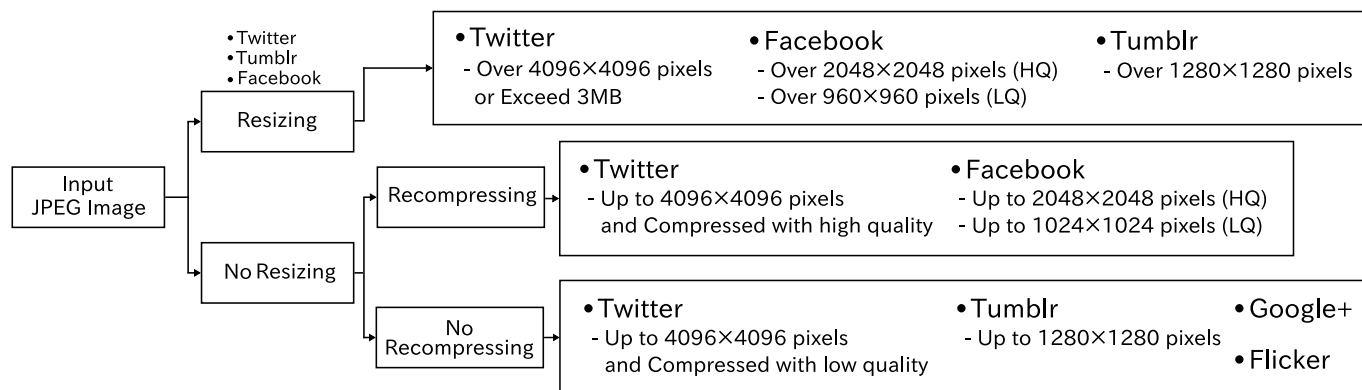 • Twitter
• Tumblr
• Facebook
Resizing
• Twitter
- Over 4096×4096 pixels
or Exceed 3MB
• Facebook
- Over 2048×2048 pixels (HQ)
- Over 960×960 pixels (LQ)
• Tumblr
- Over 1280×1280 pixels
Input
JPEG Image
No Resizing
Recompressing
• Twitter
- Up to 4096×4096 pixels
and Compressed with high quality
• Facebook
- Up to 2048×2048 pixels (HQ)
- Up to 1024×1024 pixels (LQ)
No
Recompressing
• Twitter
- Up to 4096×4096 pixels
and Compressed with low quality
• Tumblr
- Up to 1280×1280 pixels
• Google+
• Flicker